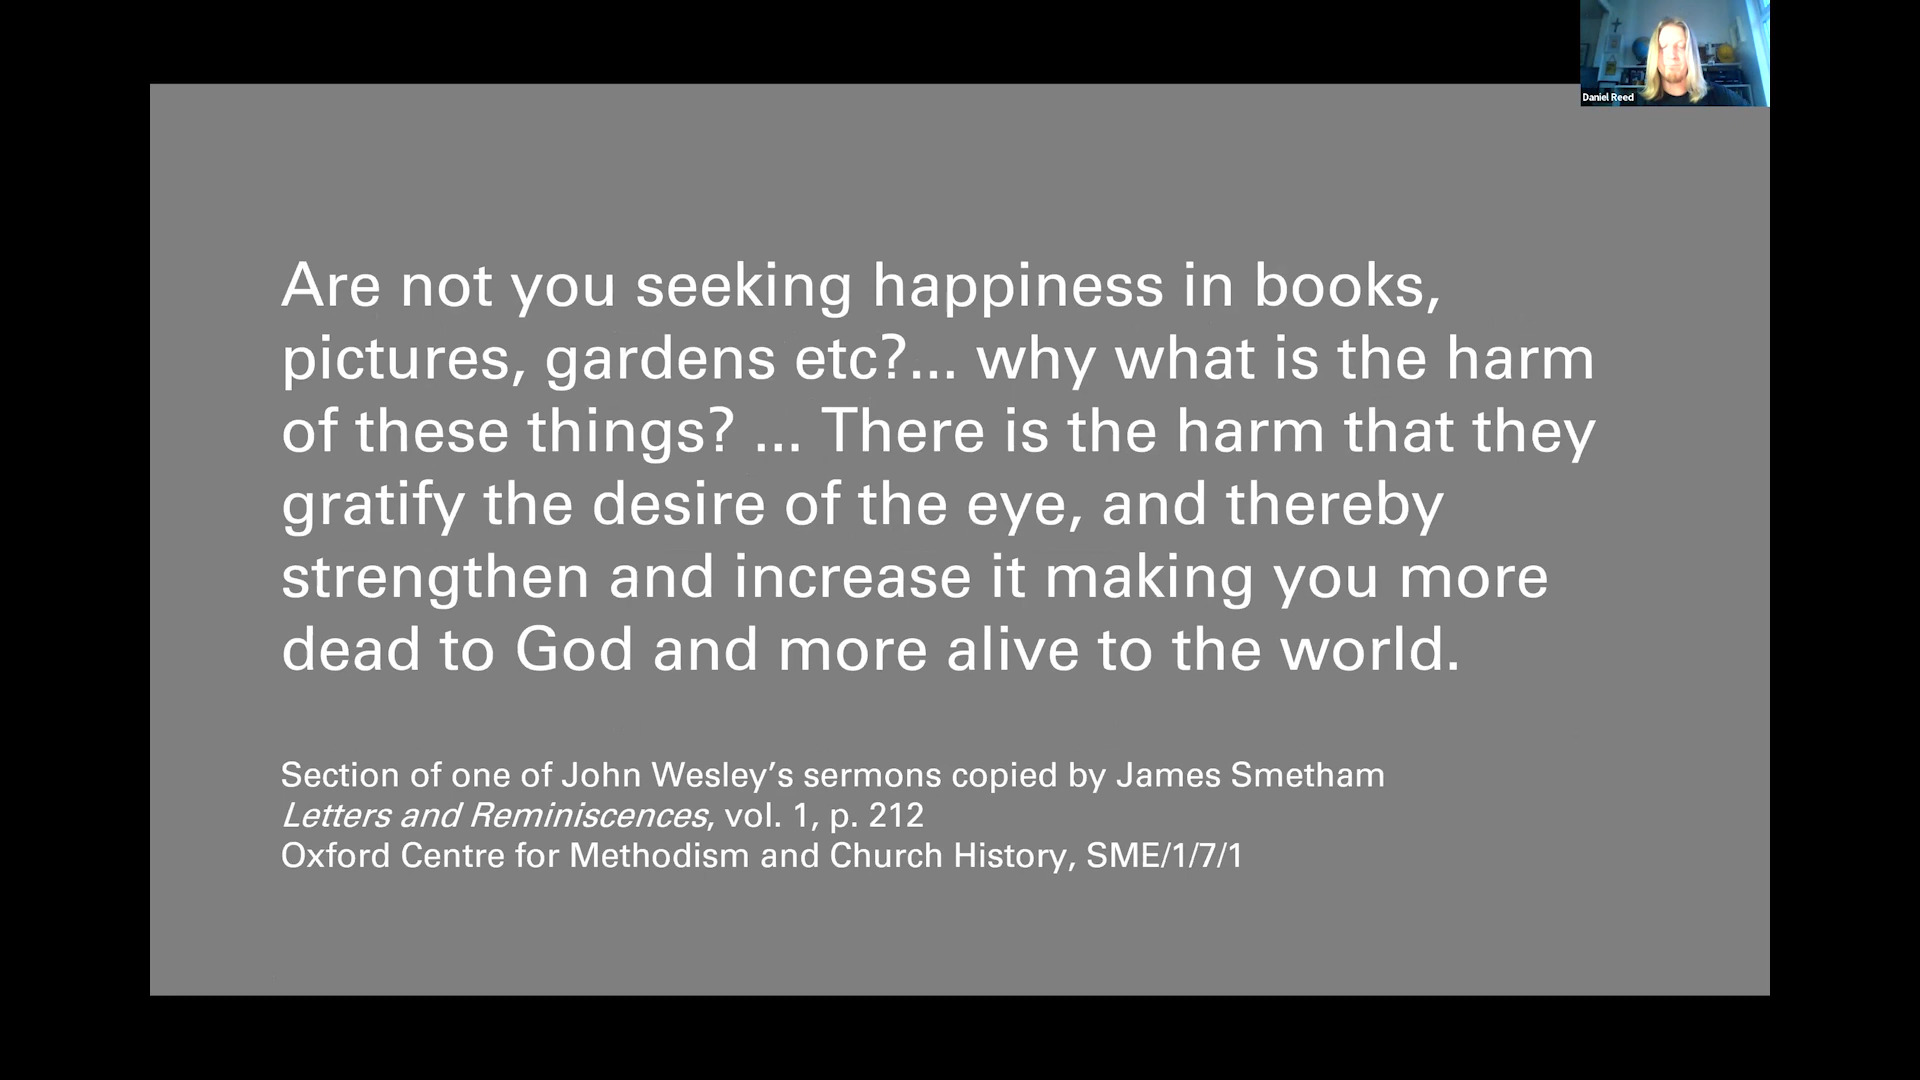 Daniel Reed
Are not you seeking happiness in books,
pictures, gardens etc?... why what is the harm
of these things? ... There is the harm that they
gratify the desire of the eye, and thereby
strengthen and increase it making you more
dead to God and more alive to the world.
Section of one of John Wesley’s sermons copied by James Smetham
Letters and Reminiscences, vol. 1, p. 212
Oxford Centre for Methodism and Church History, SME/1/7/1